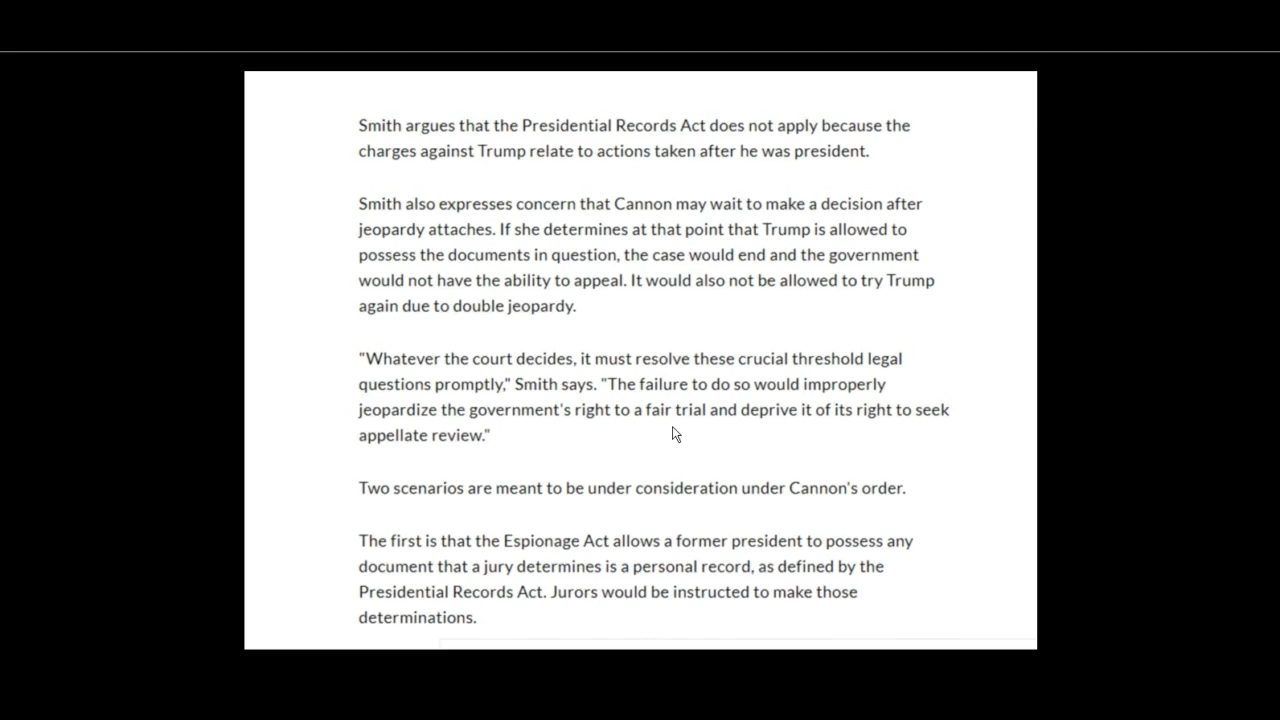 Smith argues that the Presidential Records Act does not apply because the
charges against Trump relate to actions taken after he was president.
Smith also expresses concern that Cannon may wait to make a decision after
jeopardy attaches. If she determines at that point that Trump is allowed to
possess the documents in question, the case would end and the government
would not have the ability to appeal. It would also not be allowed to try Trump
again due to double jeopardy.
"Whatever the court decides, it must resolve these crucial threshold legal
questions promptly," Smith says. "The failure to do so would improperly
jeopardize the government's right to a fair trial and deprive it of its right to seek
appellate review."
Two scenarios are meant to be under consideration under Cannon's order.
The first is that the Espionage Act allows a former president to possess any
document that a jury determines is a personal record, as defined by the
Presidential Records Act. Jurors would be instructed to make those
determinations.